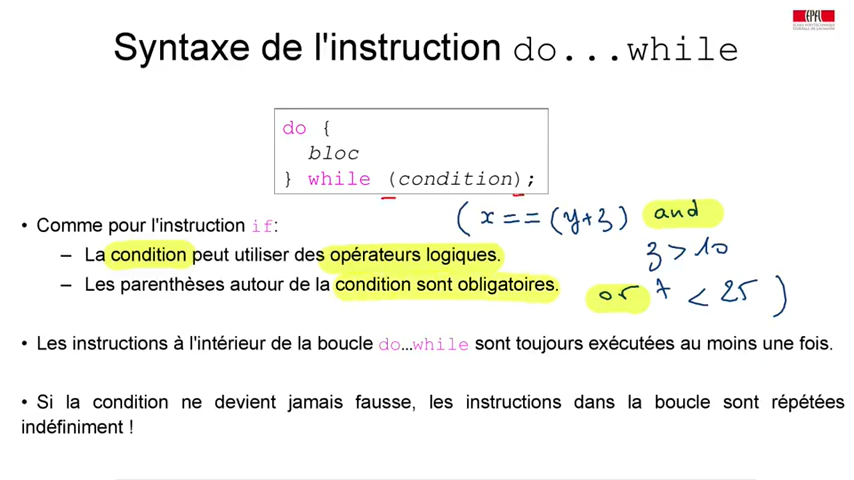 EPFL
Syntaxe de l'instruction do...while
do {
bloc
} while (condition);
( x == (y+z) and
z > 10
or t < 25 )
• Comme pour l'instruction if:
– La condition peut utiliser des opérateurs logiques.
– Les parenthèses autour de la condition sont obligatoires.
• Les instructions à l'intérieur de la boucle do…while sont toujours exécutées au moins une fois.
• Si la condition ne devient jamais fausse, les instructions dans la boucle sont répétées
indéfiniment !